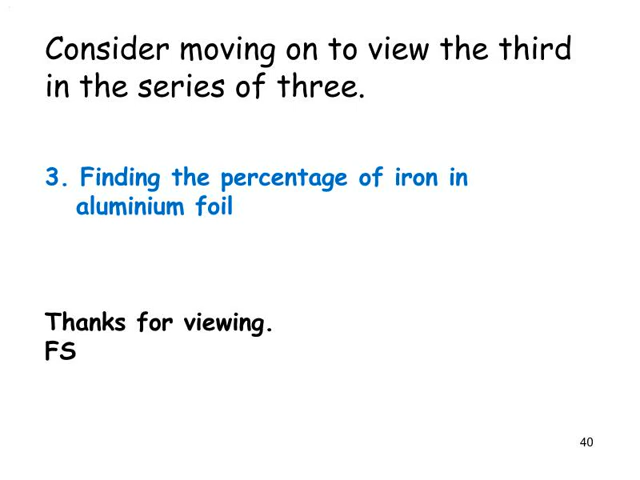 Consider moving on to view the third
in the series of three.
3. Finding the percentage of iron in
aluminium foil
Thanks for viewing.
FS
40